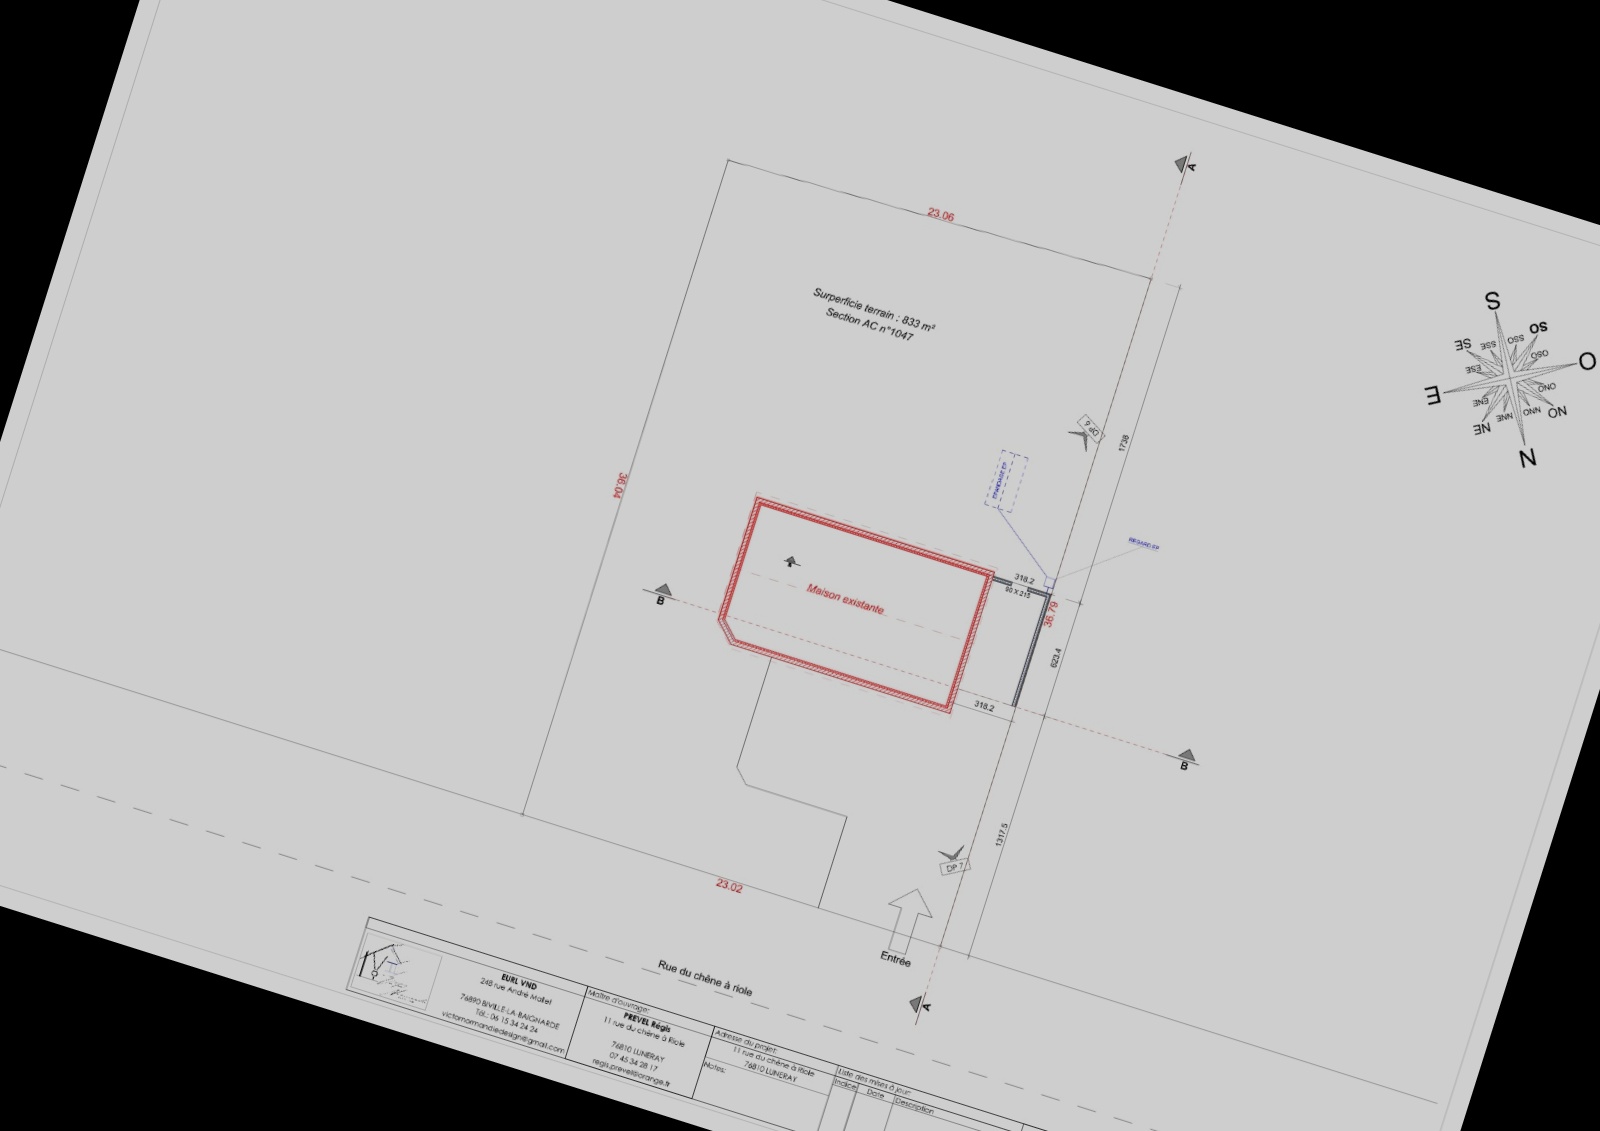 A
23.06
Surperficie terrain : 833 m²
Section AC n°1047
S
SSO
SO
OSO
O
ONO
NO
NNO
N
NNE
NE
ENE
E
ESE
SE
SSE
DP 6
1738
36.04
EPANDAGE EP
REGARD EP
318.2
90 X 215
Maison existante
B
36.79
623.4
318.2
B
1317.5
DP 7
23.02
Entrée
Rue du chêne à riole
A
EURL VND
248 rue André Mallet
76890 BIVILLE-LA-BAIGNARDE
Tél.: 06 15 34 24 24
victornormandiedesign@gmail.com
Maître d'ouvrage:
PREVEL Régis
11 rue du chêne à Riole
76810 LUNERAY
07 45 34 28 17
regis.prevel@orange.fr
Adresse du projet:
11 rue du chêne à Riole
76810 LUNERAY
Notes:
Liste des mises à jour:
Indice
Date
Description